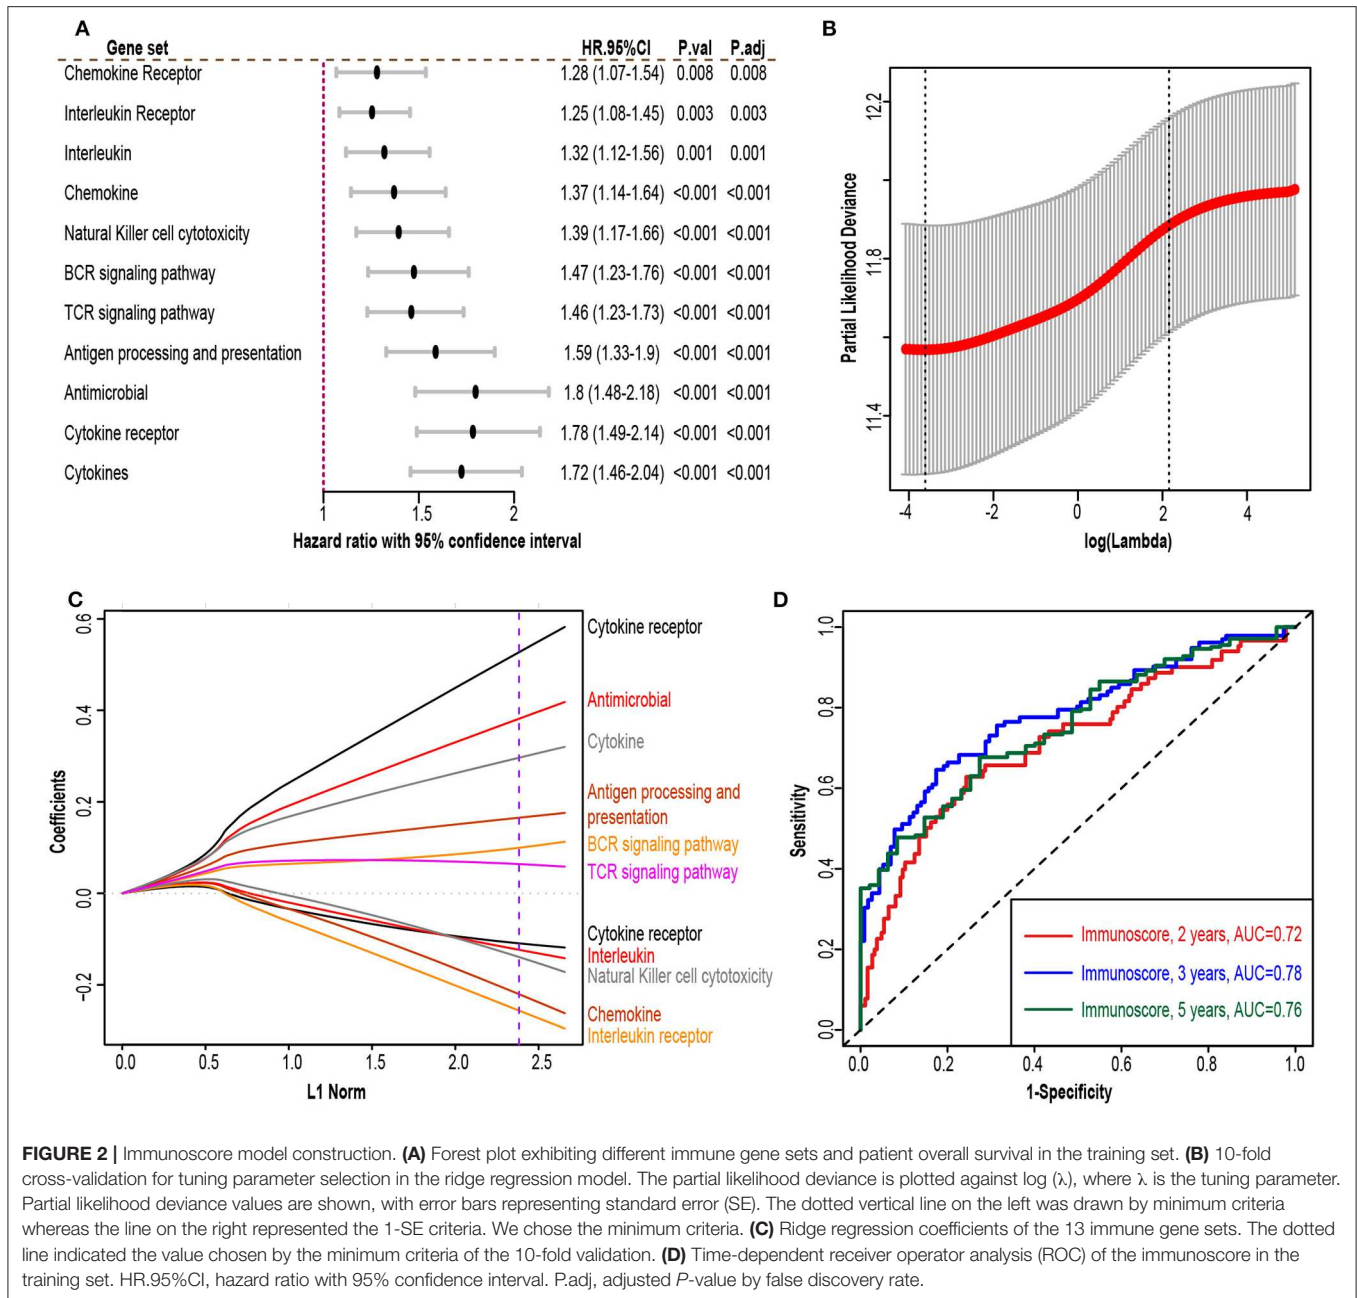 A
Gene set HR.95%CI P.val P.adj
Chemokine Receptor 1.28 (1.07-1.54) 0.008 0.008
Interleukin Receptor 1.25 (1.08-1.45) 0.003 0.003
Interleukin 1.32 (1.12-1.56) 0.001 0.001
Chemokine 1.37 (1.14-1.64) <0.001 <0.001
Natural Killer cell cytotoxicity 1.39 (1.17-1.66) <0.001 <0.001
BCR signaling pathway 1.47 (1.23-1.76) <0.001 <0.001
TCR signaling pathway 1.46 (1.23-1.73) <0.001 <0.001
Antigen processing and presentation 1.59 (1.33-1.9) <0.001 <0.001
Antimicrobial 1.8 (1.48-2.18) <0.001 <0.001
Cytokine receptor 1.78 (1.49-2.14) <0.001 <0.001
Cytokines 1.72 (1.46-2.04) <0.001 <0.001
1 1.5 2
Hazard ratio with 95% confidence interval
B
Partial Likelihood Deviance
12.2
11.8
11.4
-4 -2 0 2 4
log(Lambda)
C
Coefficients
0.6
0.4
0.2
0.0
-0.2
Cytokine receptor
Antimicrobial
Cytokine
Antigen processing and
presentation
BCR signaling pathway
TCR signaling pathway
Cytokine receptor
Interleukin
Natural Killer cell cytotoxicity
Chemokine
Interleukin receptor
0.0 0.5 1.0 1.5 2.0 2.5
L1 Norm
D
Sensitivity
1.0
0.8
0.6
0.4
0.2
0.0
Immunoscore, 2 years, AUC=0.72
Immunoscore, 3 years, AUC=0.78
Immunoscore, 5 years, AUC=0.76
0.0 0.2 0.4 0.6 0.8 1.0
1-Specificity
FIGURE 2 | Immunoscore model construction. (A) Forest plot exhibiting different immune gene sets and patient overall survival in the training set. (B) 10-fold
cross-validation for tuning parameter selection in the ridge regression model. The partial likelihood deviance is plotted against log (λ), where λ is the tuning parameter.
Partial likelihood deviance values are shown, with error bars representing standard error (SE). The dotted vertical line on the left was drawn by minimum criteria
whereas the line on the right represented the 1-SE criteria. We chose the minimum criteria. (C) Ridge regression coefficients of the 13 immune gene sets. The dotted
line indicated the value chosen by the minimum criteria of the 10-fold validation. (D) Time-dependent receiver operator analysis (ROC) of the immunoscore in the
training set. HR.95%CI, hazard ratio with 95% confidence interval. P.adj, adjusted P-value by false discovery rate.